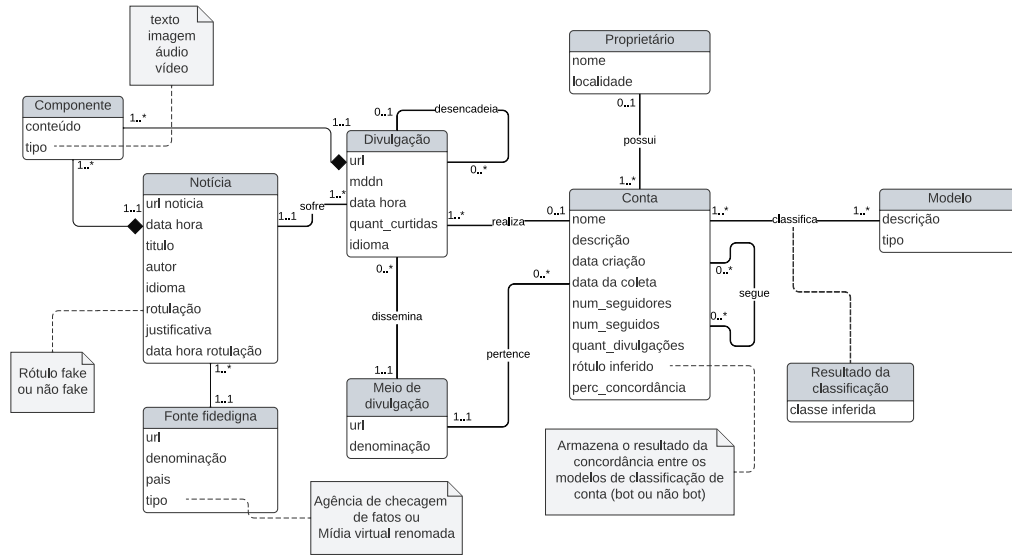 texto
imagem
áudio
vídeo
Componente
conteúdo
tipo
1..*
1..1
1..*
1..1
Notícia
url noticia
data hora
titulo
autor
idioma
rotulação
justificativa
data hora rotulação
Rótulo fake
ou não fake
1..*
1..1
Fonte fidedigna
url
denominação
pais
tipo
Agência de checagem
de fatos ou
Mídia virtual renomada
1..1
sofre
1..*
0..1
desencadeia
0..*
Divulgação
url
mddn
data hora
quant_curtidas
idioma
0..*
dissemina
1..1
Meio de
divulgação
url
denominação
1..1
pertence
0..*
1..*
realiza
0..1
Proprietário
nome
localidade
0..1
possui
1..*
Conta
nome
descrição
data criação
data da coleta
num_seguidores
num_seguidos
quant_divulgações
rótulo inferido
perc_concordância
Armazena o resultado da
concordância entre os
modelos de classificação de
conta (bot ou não bot)
0..*
segue
0..*
1..*
classifica
1..*
Modelo
descrição
tipo
Resultado da
classificação
classe inferida